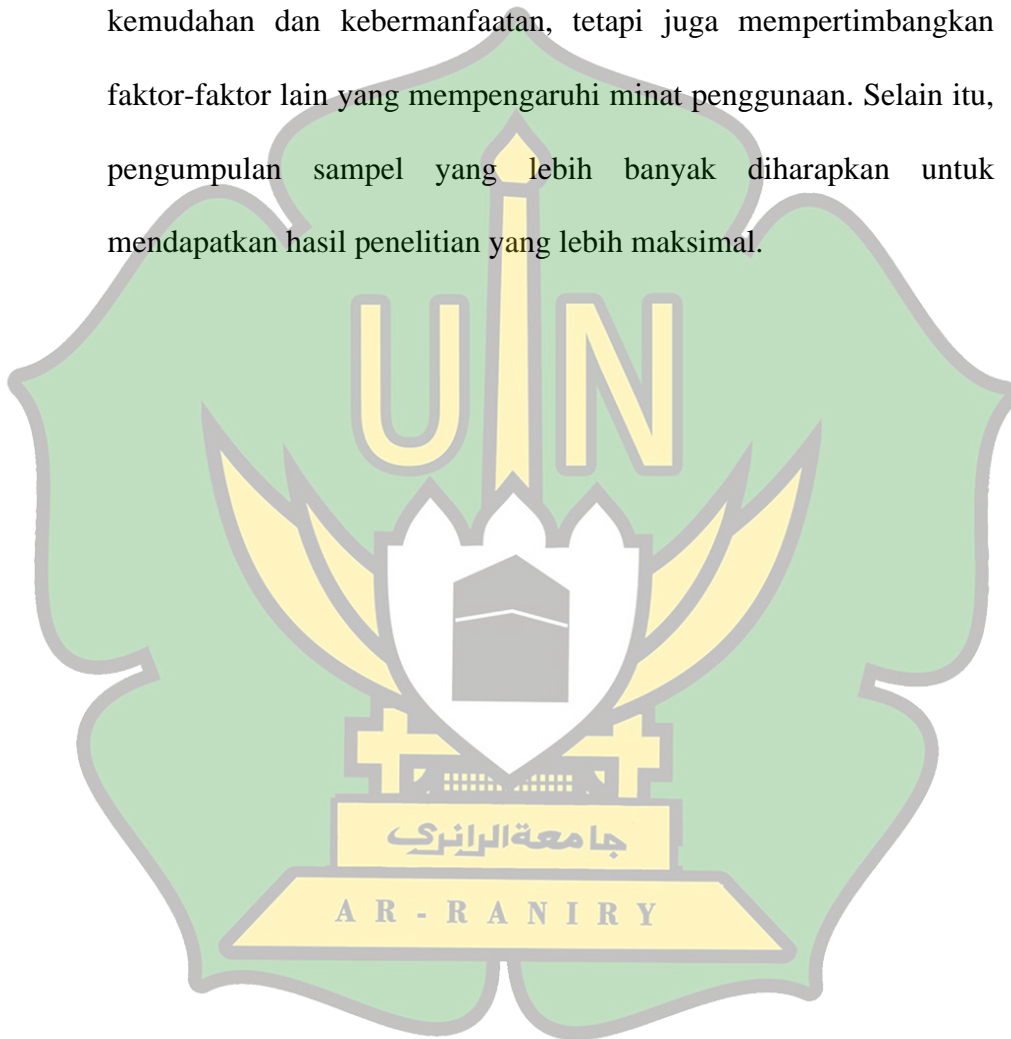 kemudahan dan kebermanfaatan, tetapi juga mempertimbangkan
faktor-faktor lain yang mempengaruhi minat penggunaan. Selain itu,
pengumpulan sampel yang lebih banyak diharapkan untuk
mendapatkan hasil penelitian yang lebih maksimal.
UIN
جامعة الرانري
AR-RANIRY